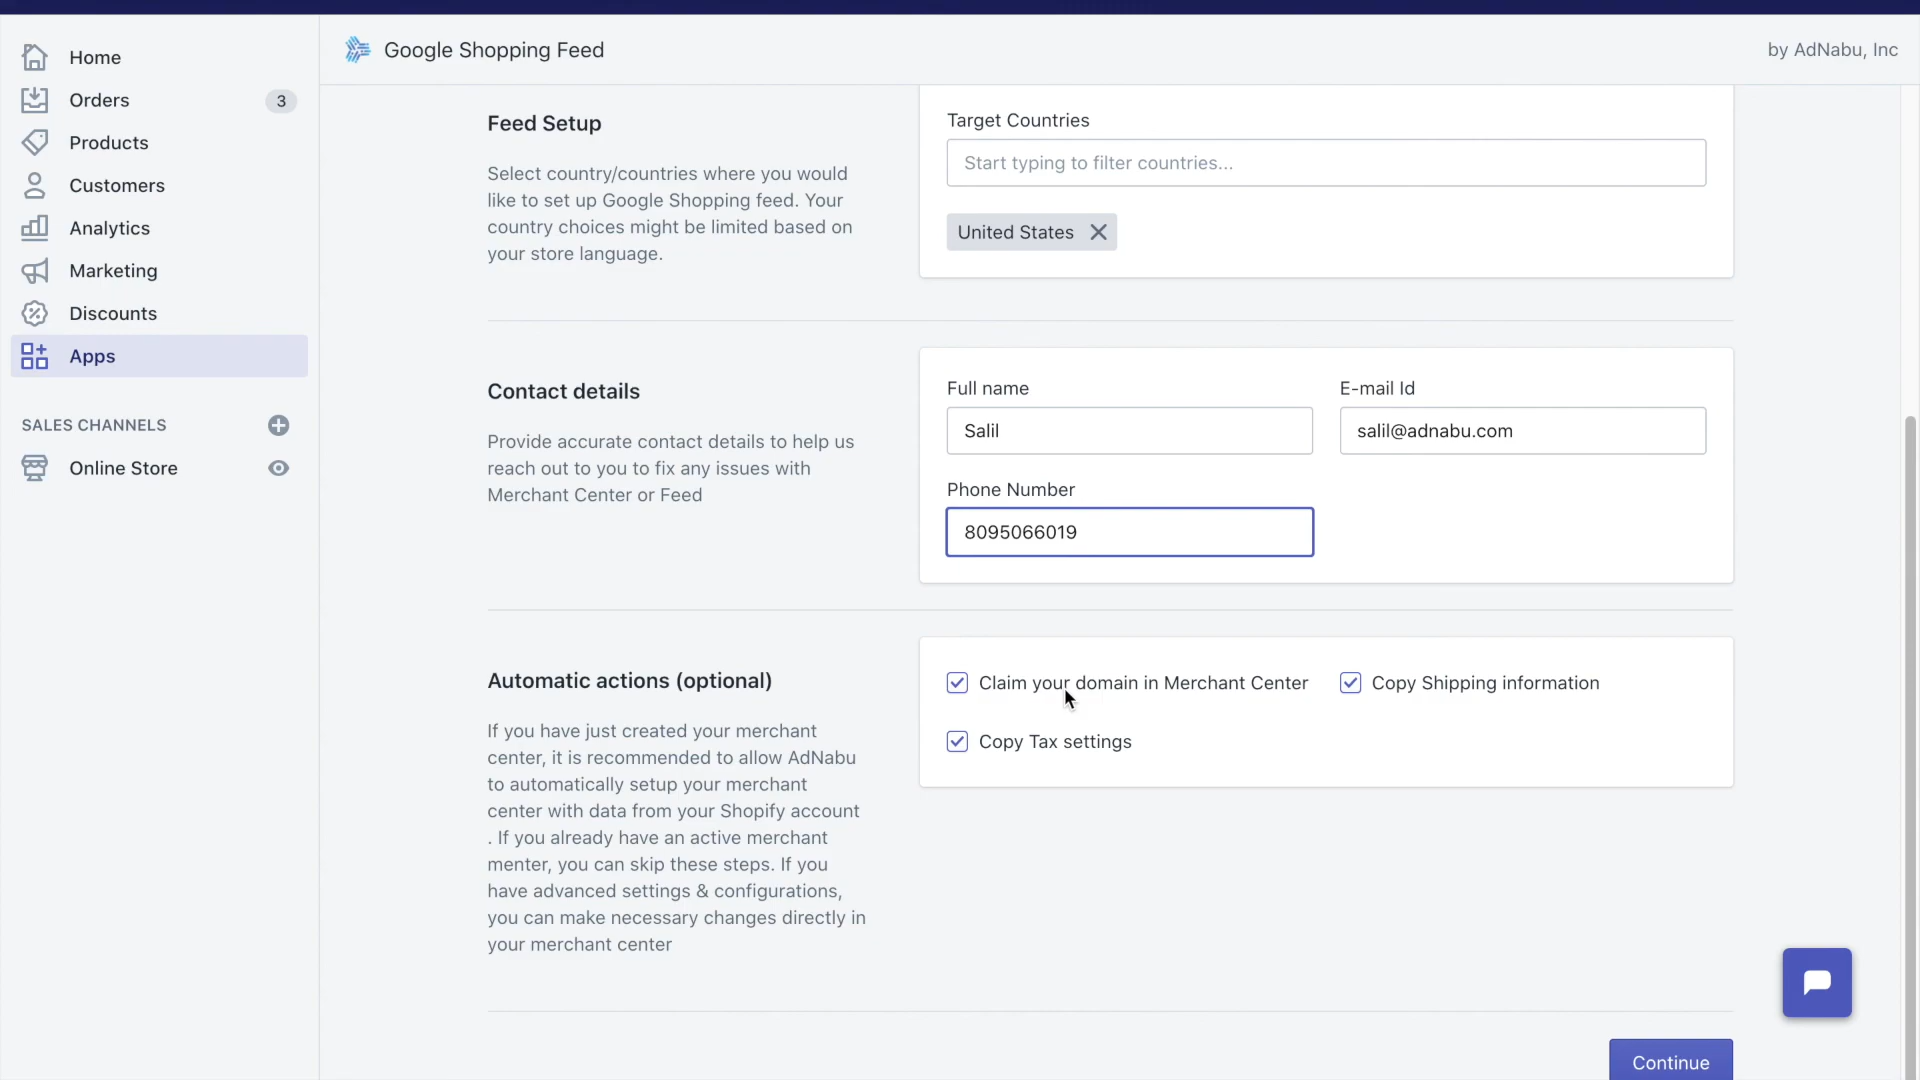 Home
Orders
3
Products
Customers
Analytics
Marketing
Discounts
Apps
SALES CHANNELS
Online Store
Google Shopping Feed
by AdNabu, Inc
Feed Setup
Select country/countries where you would
like to set up Google Shopping feed. Your
country choices might be limited based on
your store language.
Target Countries
Start typing to filter countries...
United States
Contact details
Provide accurate contact details to help us
reach out to you to fix any issues with
Merchant Center or Feed
Full name
E-mail Id
Salil
salil@adnabu.com
Phone Number
8095066019
Automatic actions (optional)
If you have just created your merchant
center, it is recommended to allow AdNabu
to automatically setup your merchant
center with data from your Shopify account
. If you already have an active merchant
menter, you can skip these steps. If you
have advanced settings & configurations,
you can make necessary changes directly in
your merchant center
Claim your domain in Merchant Center
Copy Shipping information
Copy Tax settings
Continue